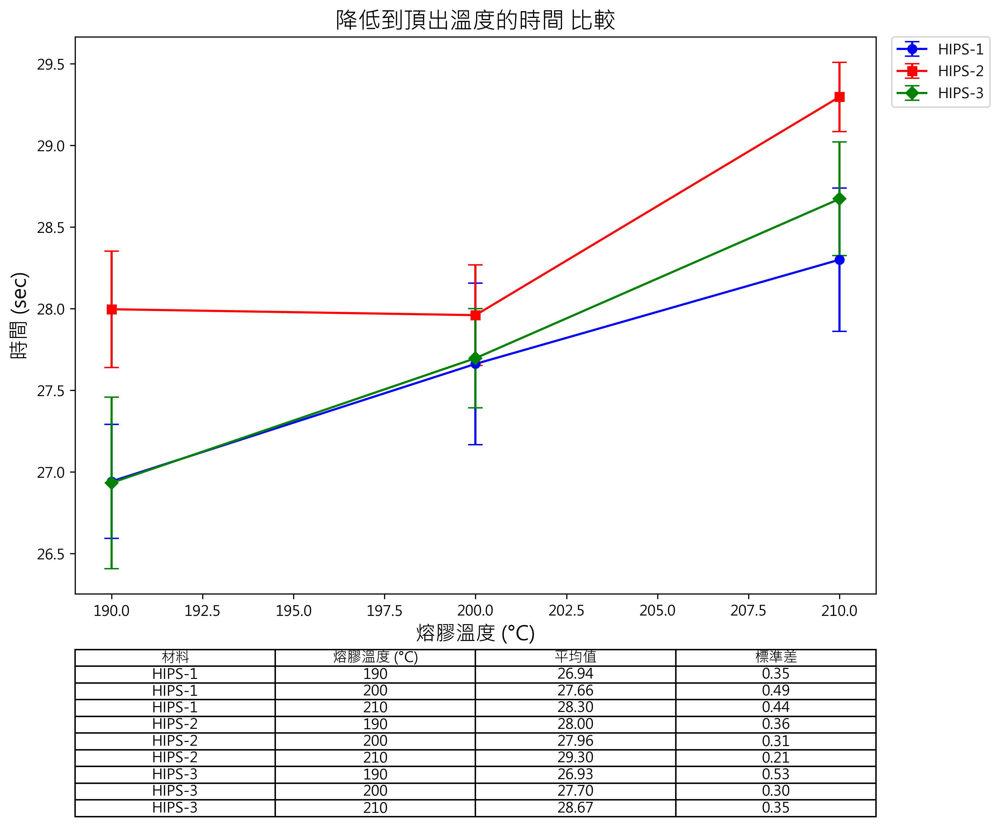 降低到頂出溫度的時間 比較
HIPS-1
HIPS-2
HIPS-3
29.5
29.0
28.5
28.0
27.5
27.0
26.5
時間 (sec)
190.0 192.5 195.0 197.5 200.0 202.5 205.0 207.5 210.0
熔膠溫度 (°C)
材料 熔膠溫度 (°C) 平均值 標準差
HIPS-1 190 26.94 0.35
HIPS-1 200 27.66 0.49
HIPS-1 210 28.30 0.44
HIPS-2 190 28.00 0.36
HIPS-2 200 27.96 0.31
HIPS-2 210 29.30 0.21
HIPS-3 190 26.93 0.53
HIPS-3 200 27.70 0.30
HIPS-3 210 28.67 0.35